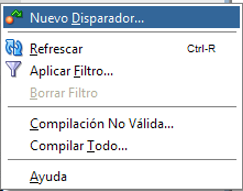 Nuevo Disparador...
Refrescar Ctrl-R
Aplicar Filtro...
Borrar Filtro
Compilación No Válida...
Compilar Todo...
Ayuda